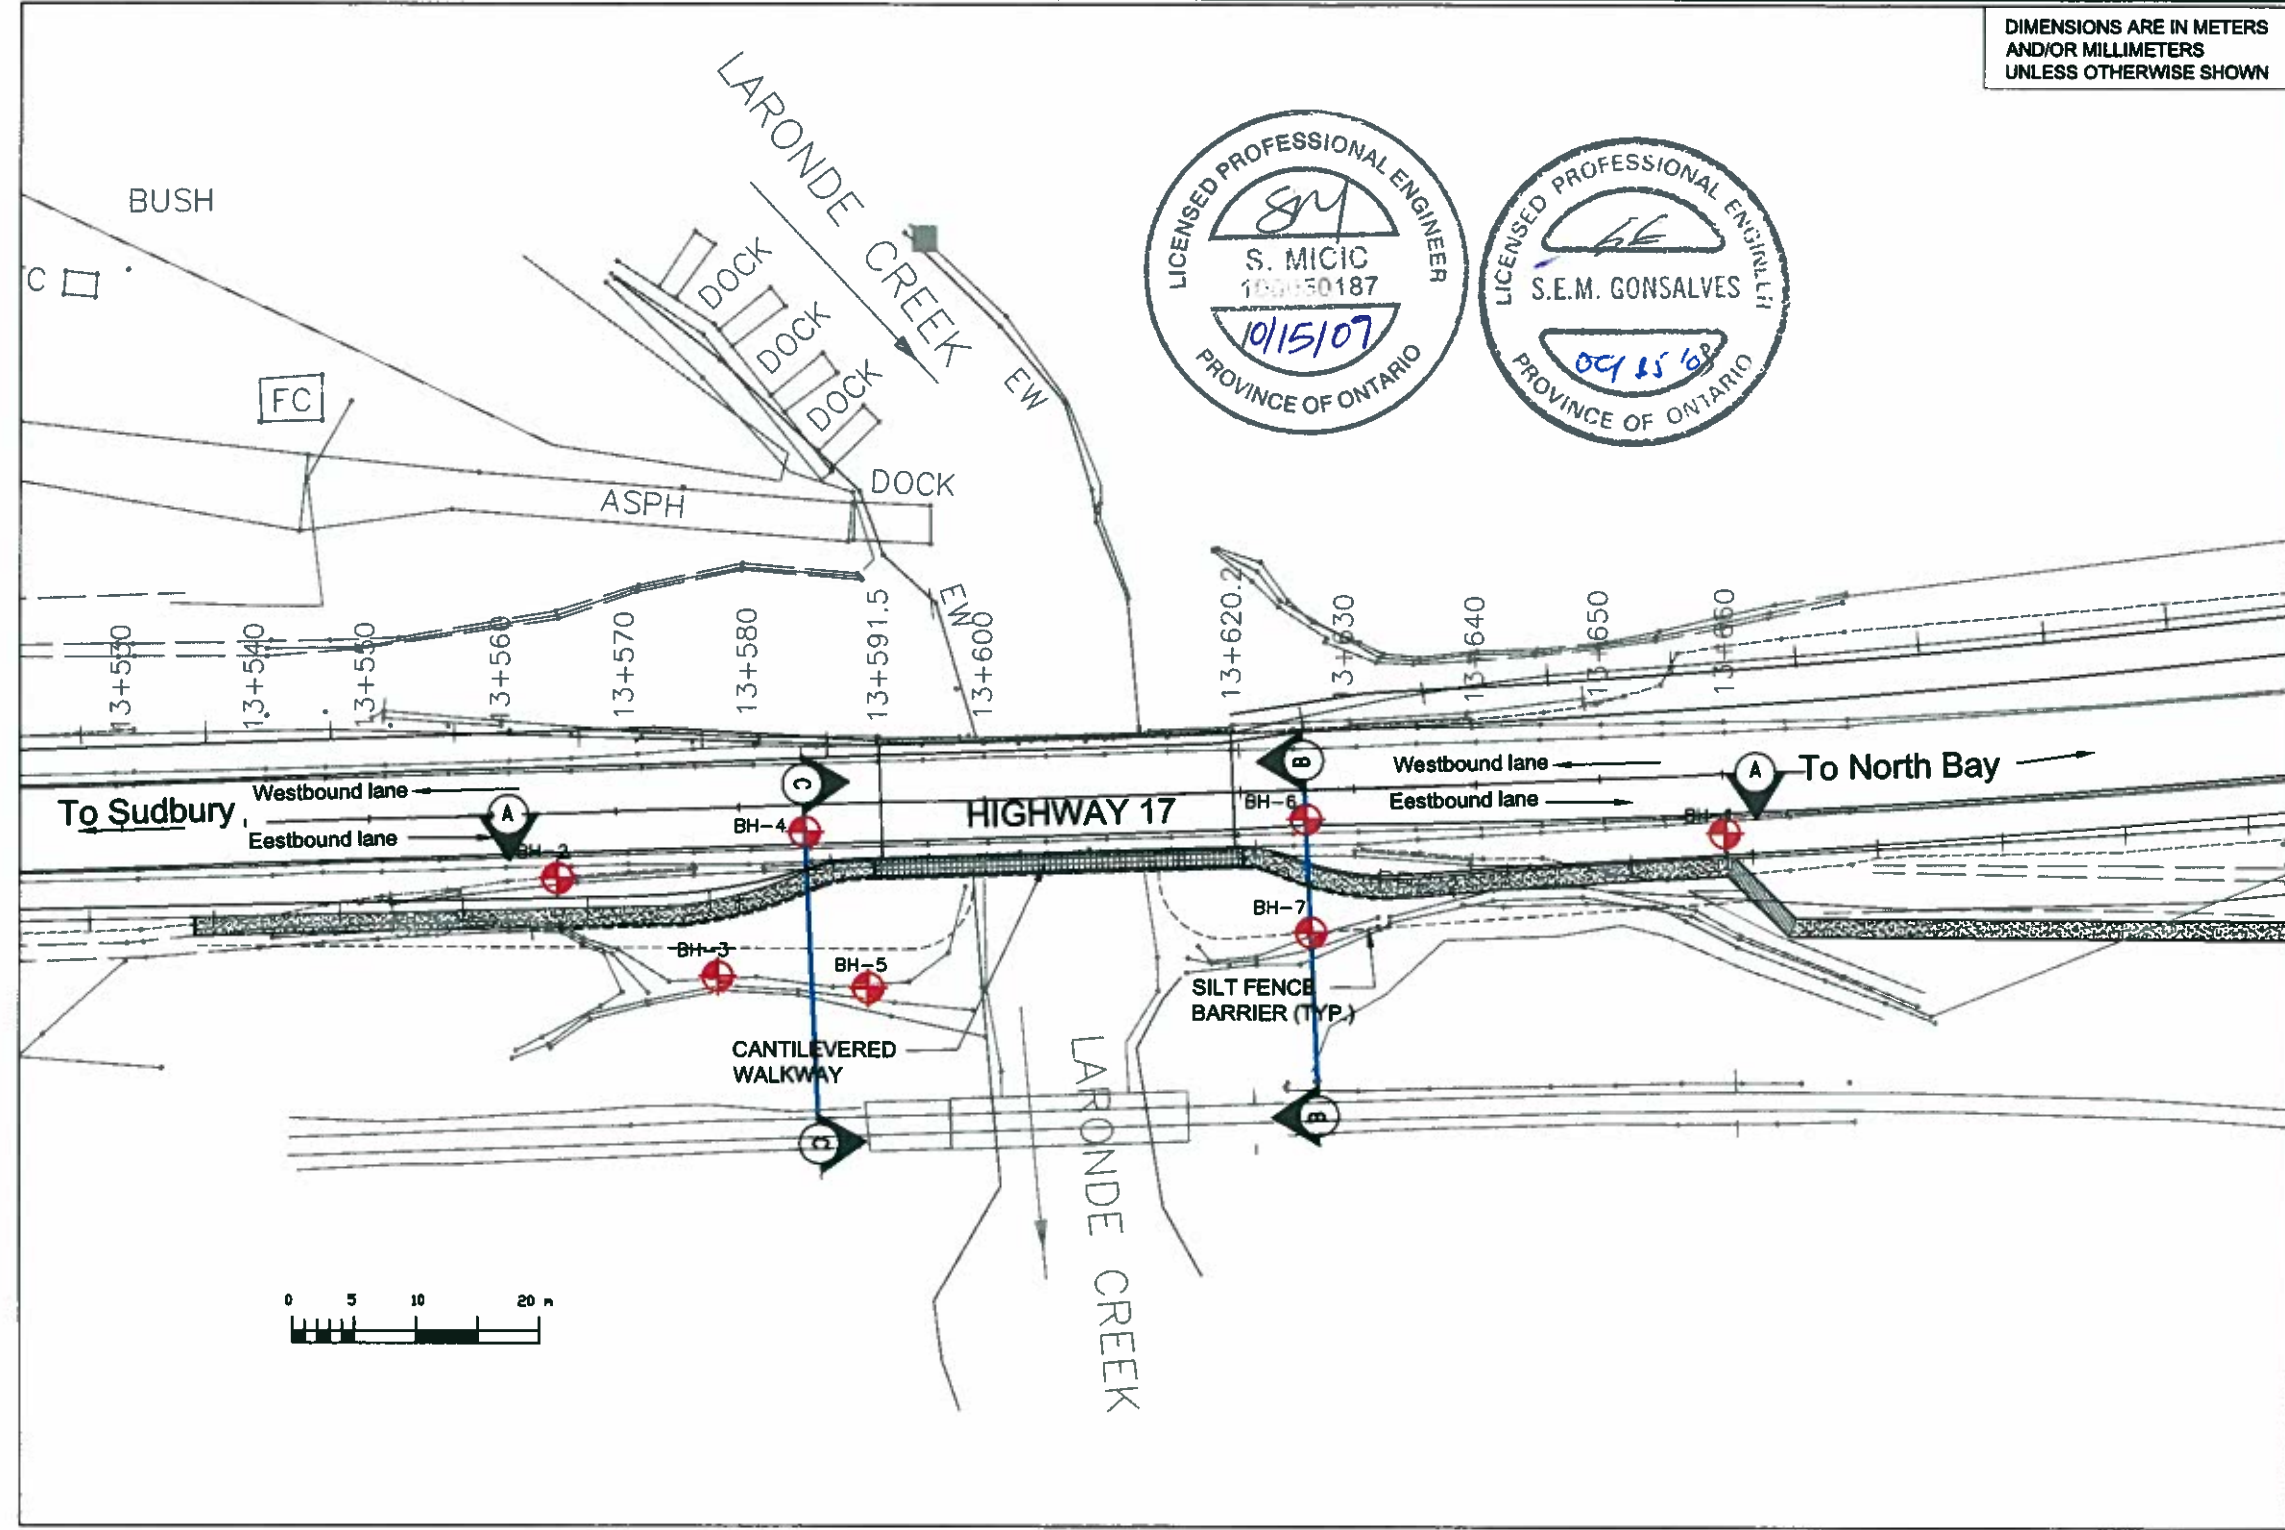 DIMENSIONS ARE IN METERS
AND/OR MILLIMETERS
UNLESS OTHERWISE SHOWN
LARONDE CREEK
LICENSED PROFESSIONAL ENGINEER
S. MICIC
10/15/07
PROVINCE OF ONTARIO
LICENSED PROFESSIONAL ENGINEER
S.E.M. GONSALVES
PROVINCE OF ONTARIO
BUSH
C
FC
DOCK
DOCK
DOCK
DOCK
EW
ASPH
EW
13+530
13+540
13+550
13+560
13+570
13+580
13+591.5
13+600
13+620.2
13+630
13+640
13+650
13+660
To Sudbury
Westbound lane
Eestbound lane
A
C
HIGHWAY 17
B
Westbound lane
Eestbound lane
A
To North Bay
BH-2
BH-4
BH-6
BH-1
BH-3
BH-5
BH-7
SILT FENCE
BARRIER (TYP.)
CANTILEVERED
WALKWAY
C
B
LARONDE CREEK
0 5 10 20 m